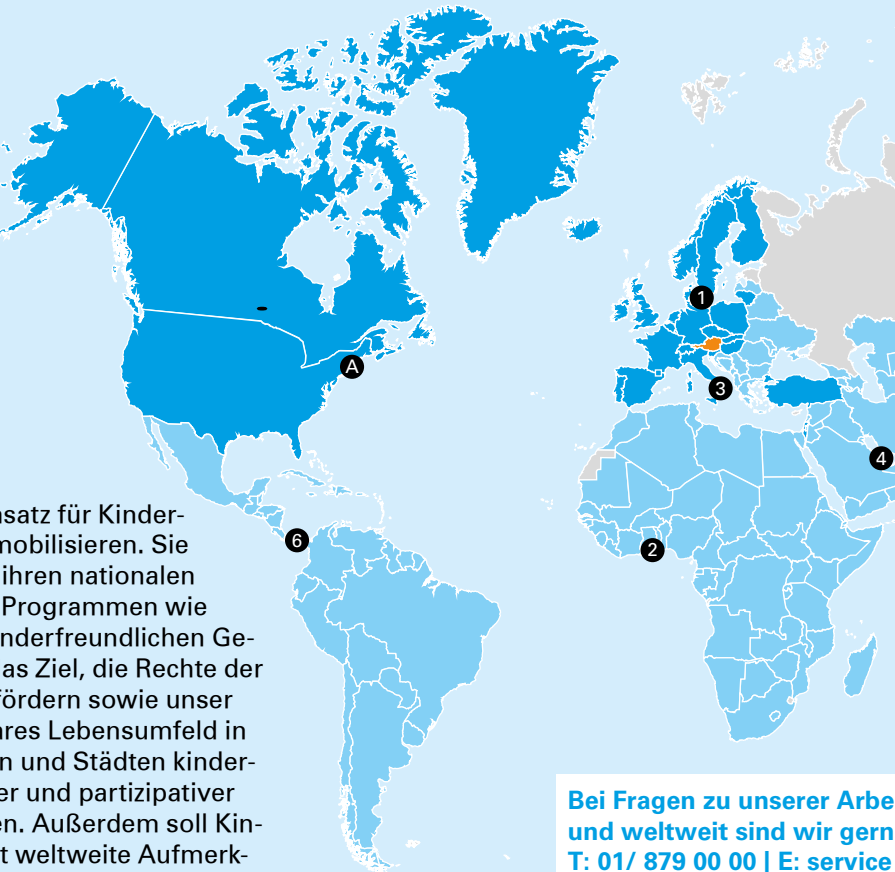 1
A
3
4
2
6
nsatz für Kinder-
mobilisieren. Sie
ihren nationalen
Programmen wie
nderfreundlichen Ge-
as Ziel, die Rechte der
fördern sowie unser
res Lebensumfeld in
n und Städten kinder-
er und partizipativer
en. Außerdem soll Kin-
t weltweite Aufmerk-
Bei Fragen zu unserer Arbe
und weltweit sind wir gern
T: 01/ 879 00 00 | E: service